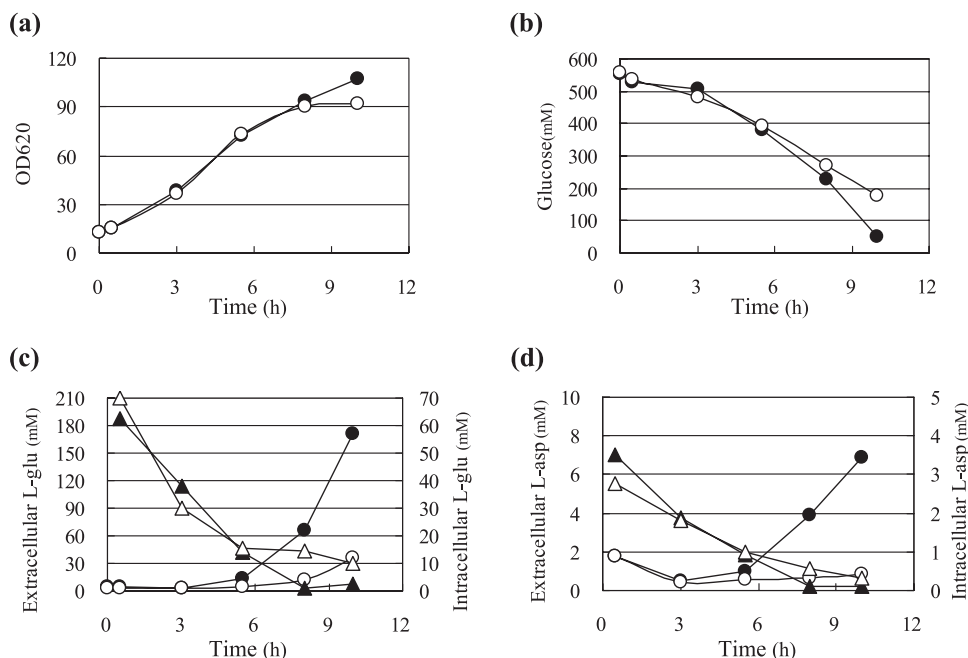 (a)
OD620
120
90
60
30
0
0 3 6 9 12
Time (h)
(b)
Glucose(mM)
600
500
400
300
200
100
0
0 3 6 9 12
Time (h)
(c)
Extracellular L-glu (mM)
210
180
150
120
90
60
30
0
70
60
50
40
30
20
10
0
Intracellular L-glu (mM)
0 3 6 9 12
Time (h)
(d)
Extracellular L-asp (mM)
10
8
6
4
2
0
5
4
3
2
1
0
Intracellular L-asp (mM)
0 3 6 9 12
Time (h)